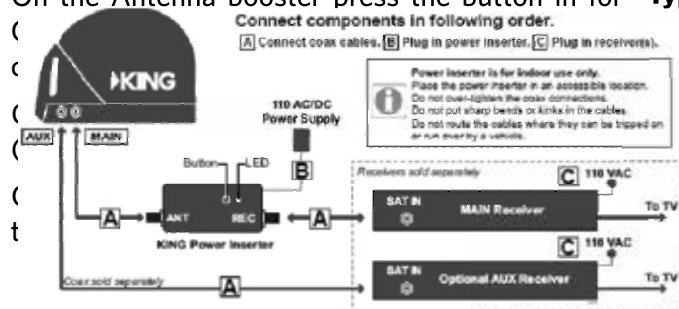 On the Antenna booster press the button in for
Connect components in following order.
A Connect coax cables. B Plug in power inserter. C Plug in receiver(s).
KING
Power inserter is for indoor use only.
Place the power inserter in an accessible location.
Do not over-tighten the coax connections.
Do not put sharp bends or kinks in the cables.
Do not route the cables where they can be tripped on
or run over by a vehicle.
110 AC/DC
Power Supply
AUX
MAIN
Button
LED
B
Receivers sold separately
C 110 VAC
SAT IN
MAIN Receiver
To TV
A
ANT
REC
A
KING Power Inserter
C 110 VAC
SAT IN
Optional AUX Receiver
To TV
Coax sold separately
A